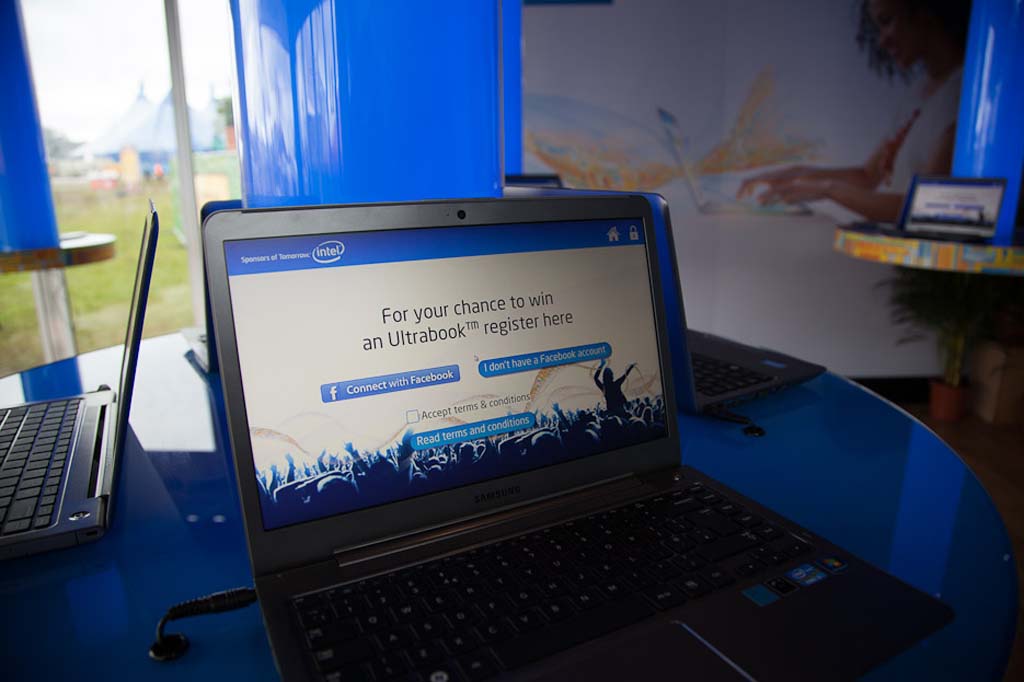 Sponsors of Tomorrow. intel
For your chance to win
an Ultrabook™ register here
f Connect with Facebook
I don't have a Facebook account
Accept terms & conditions
Read terms and conditions
SAMSUNG